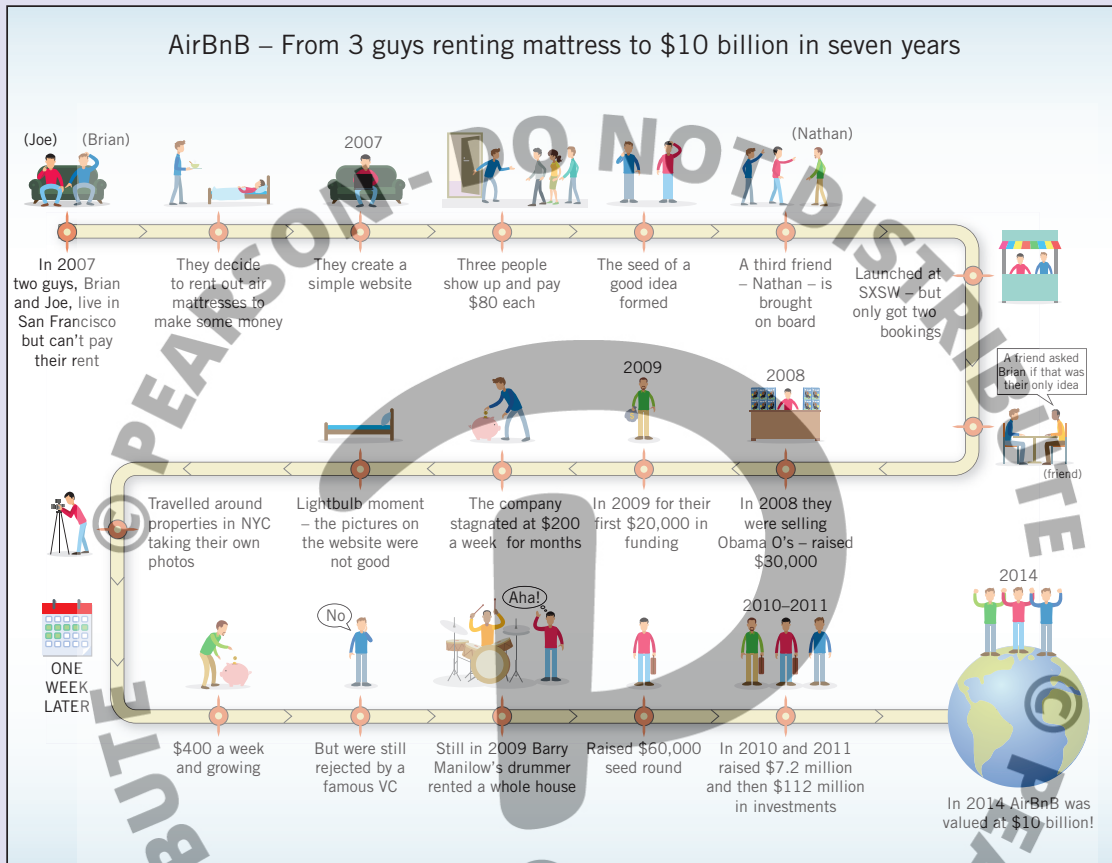 AirBnB – From 3 guys renting mattress to $10 billion in seven years
(Joe)
(Brian)
2007
(Nathan)
In 2007
two guys, Brian
and Joe, live in
San Francisco
but can't pay
their rent
They decide
to rent out air
mattresses to
make some money
They create a
simple website
Three people
show up and pay
$80 each
The seed of a
good idea
formed
A third friend
– Nathan – is
brought
on board
Launched at
SXSW – but
only got two
bookings
A friend asked
Brian if that was
their only idea
(friend)
2008
In 2008 they
were selling
Obama O's – raised
$30,000
2009
In 2009 for their
first $20,000 in
funding
The company
stagnated at $200
a week for months
Lightbulb moment
– the pictures on
the website were
not good
Travelled around
properties in NYC
taking their own
photos
ONE
WEEK
LATER
$400 a week
and growing
No
But were still
rejected by a
famous VC
Aha!
Still in 2009 Barry
Manilow's drummer
rented a whole house
Raised $60,000
seed round
2010–2011
In 2010 and 2011
raised $7.2 million
and then $112 million
in investments
2014
In 2014 AirBnB was
valued at $10 billion!
© PEARSON - DO NOT DISTRIBUTE
© PEA
BUTE